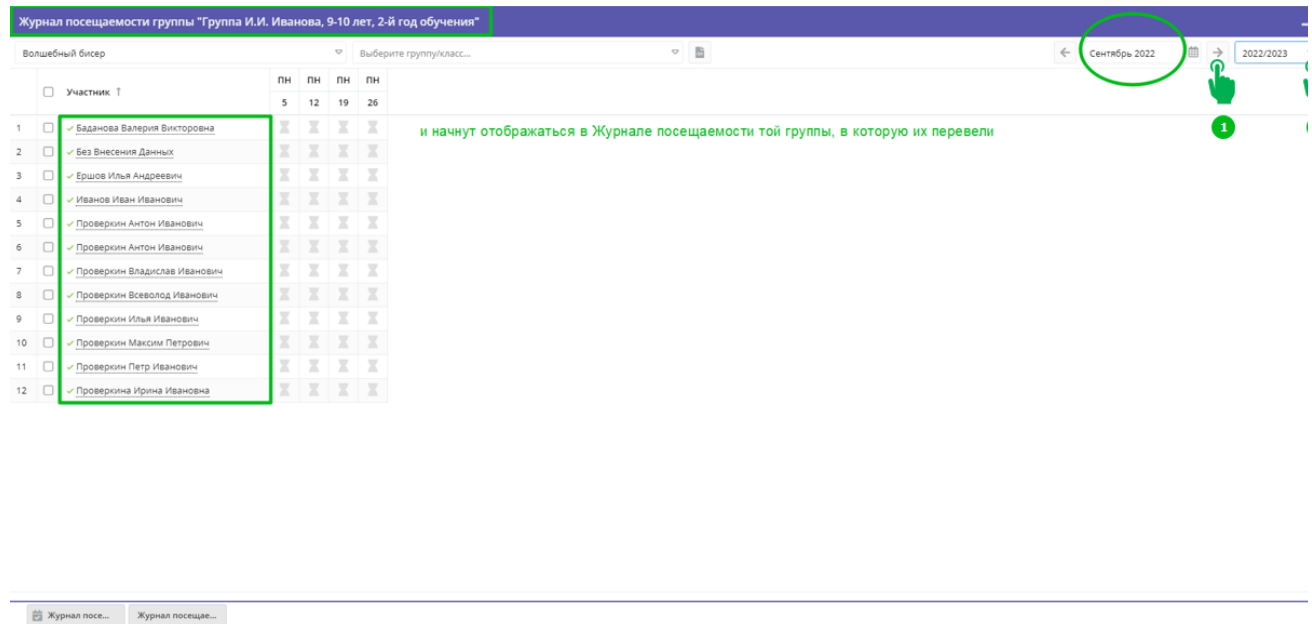 Журнал посещаемости группы "Группа И.И. Иванова, 9-10 лет, 2-й год обучения"
Волшебный бисер Выберите группу/класс... Сентябрь 2022 2022/2023
Участник ↑ ПН ПН ПН ПН
5 12 19 26
1 Баданова Валерия Викторовна и начнут отображаться в Журнале посещаемости той группы, в которую их перевели 1
2 Без Внесения Данных
3 Ершов Илья Андреевич
4 Иванов Иван Иванович
5 Проверкин Антон Иванович
6 Проверкин Антон Иванович
7 Проверкин Владислав Иванович
8 Проверкин Всеволод Иванович
9 Проверкин Илья Иванович
10 Проверкин Максим Петрович
11 Проверкин Петр Иванович
12 Проверкина Ирина Ивановна
Журнал посе... Журнал посещае...